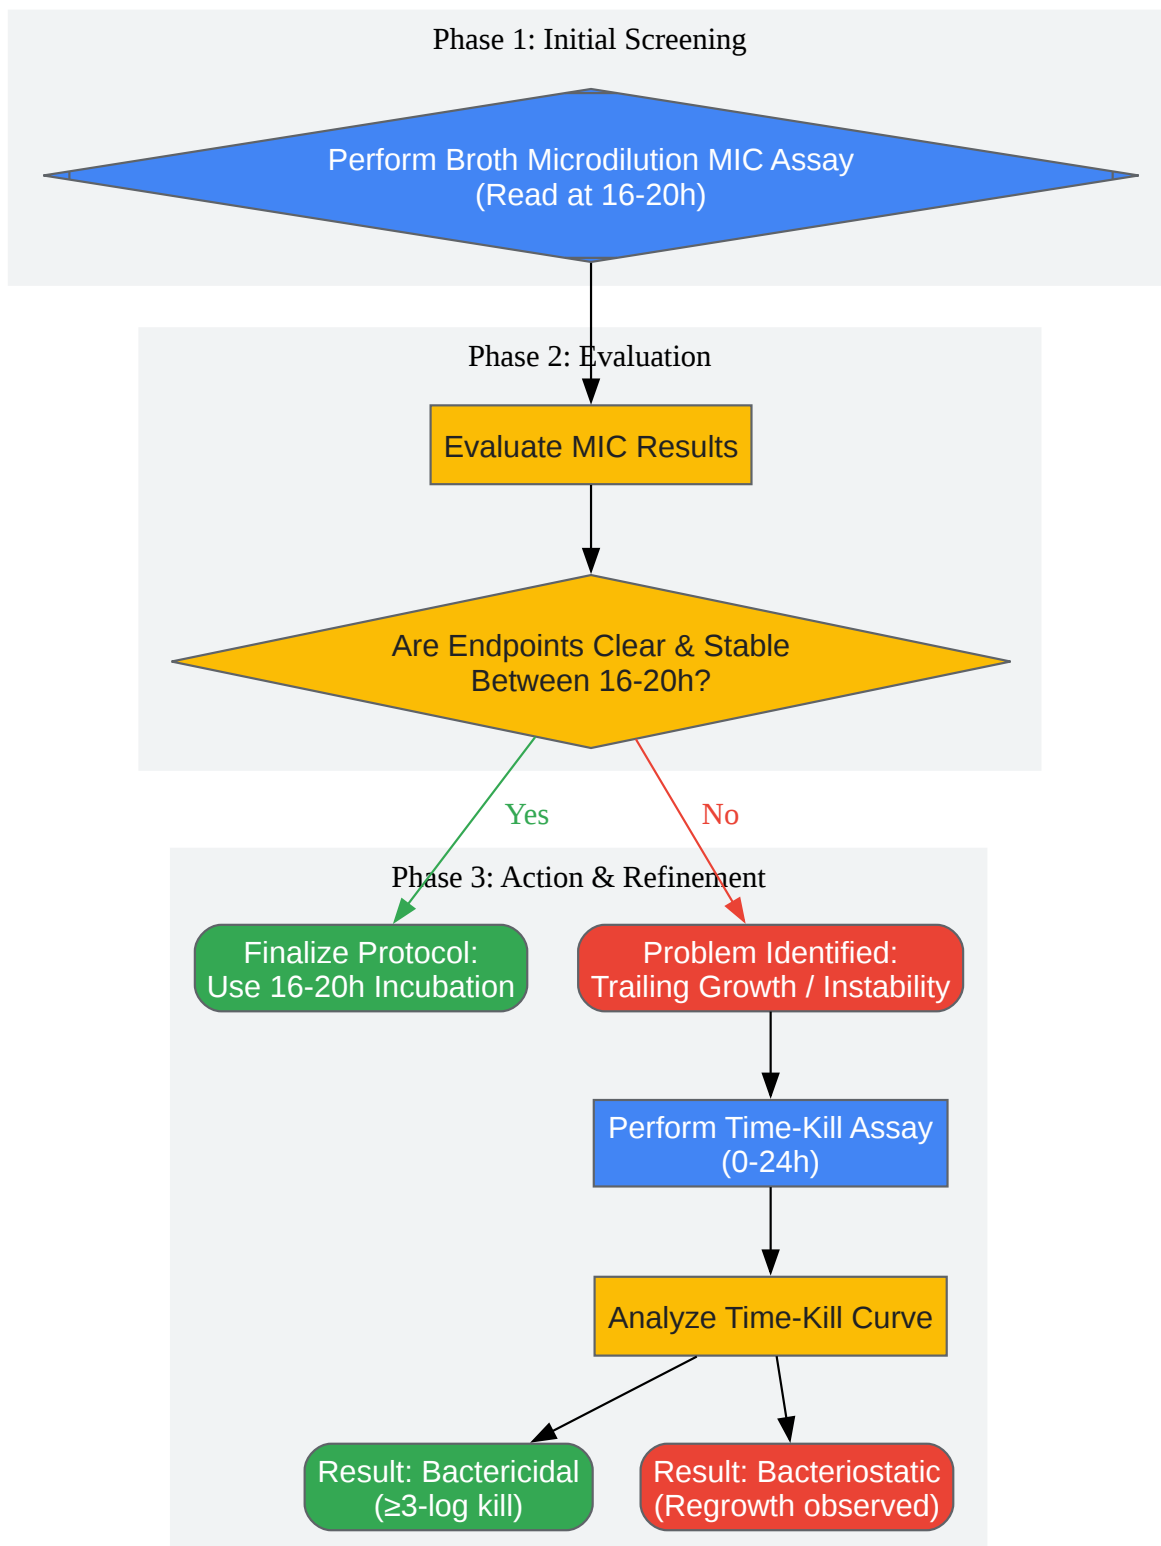 Phase 1: Initial Screening
Perform Broth Microdilution MIC Assay
(Read at 16-20h)
Phase 2: Evaluation
Evaluate MIC Results
Are Endpoints Clear & Stable
Between 16-20h?
Yes
No
Phase 3: Action & Refinement
Finalize Protocol:
Use 16-20h Incubation
Problem Identified:
Trailing Growth / Instability
Perform Time-Kill Assay
(0-24h)
Analyze Time-Kill Curve
Result: Bactericidal
(≥3-log kill)
Result: Bacteriostatic
(Regrowth observed)